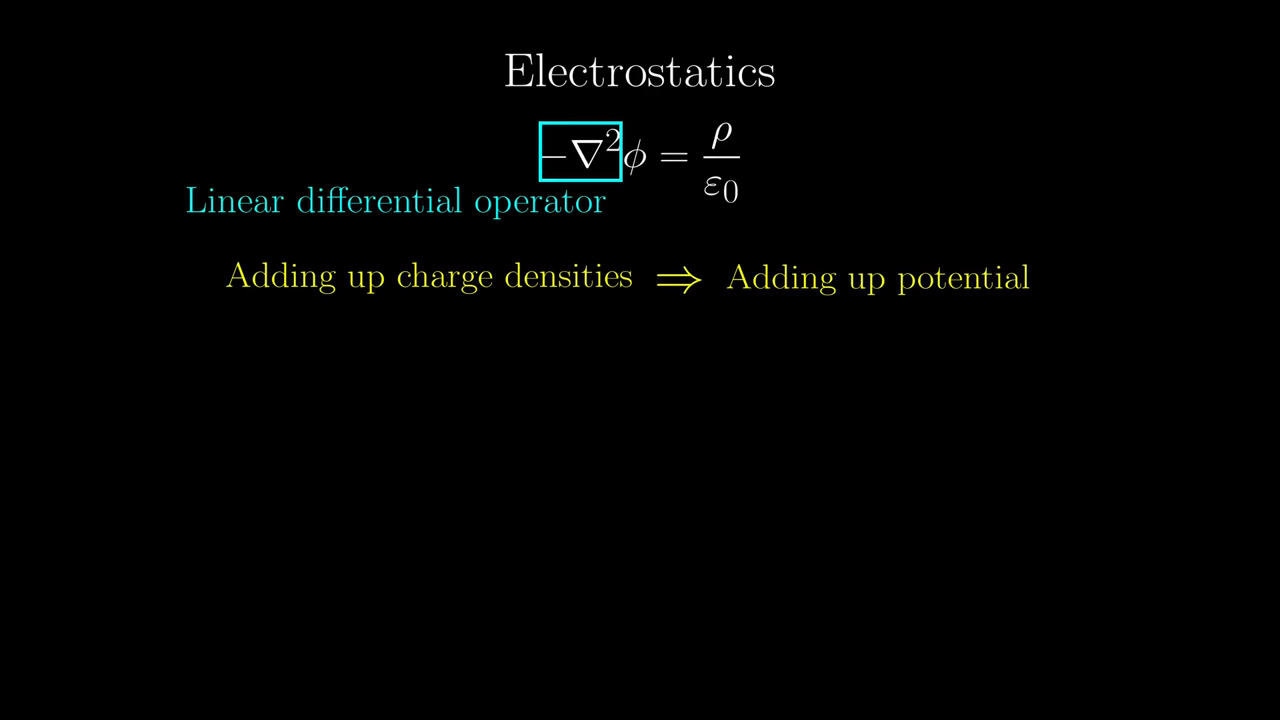 Electrostatics
−∇²φ = ρ/ε₀
Linear differential operator
Adding up charge densities ⇒ Adding up potential